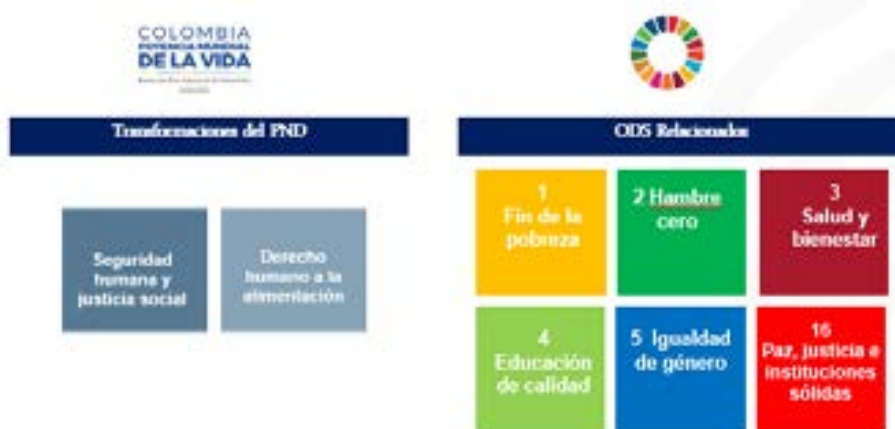 COLOMBIA
POTENCIA MUNDIAL
DE LA VIDA
Transformaciones del PND
ODS Relacionados
Seguridad
humana y
justicia social
Derecho
humano a la
alimentación
1
Fin de la
pobreza
2 Hambre
cero
3
Salud y
bienestar
4
Educación
de calidad
5 Igualdad
de género
16
Paz, justicia e
instituciones
sólidas